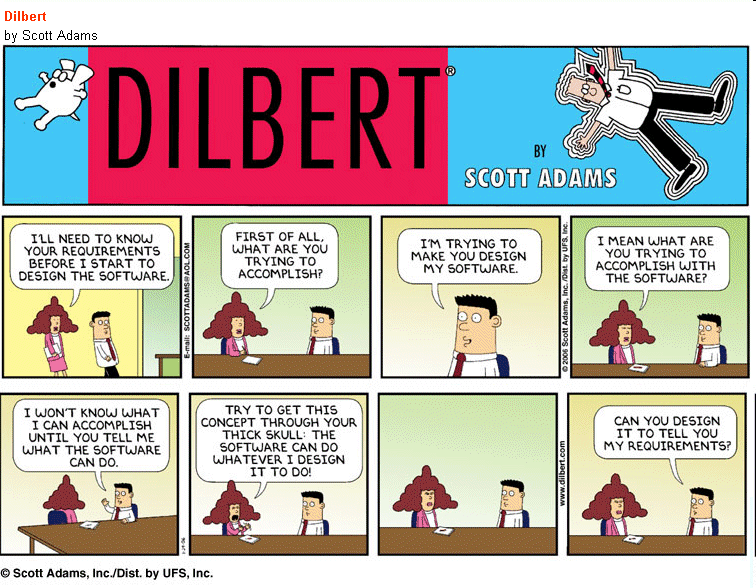 Dilbert
by Scott Adams
DILBERT®
BY
SCOTT ADAMS
I'LL NEED TO KNOW
YOUR REQUIREMENTS
BEFORE I START TO
DESIGN THE SOFTWARE.
E-mail: SCOTTADAMS@AOL.COM
FIRST OF ALL,
WHAT ARE YOU
TRYING TO
ACCOMPLISH?
I'M TRYING TO
MAKE YOU DESIGN
MY SOFTWARE.
© 2006 Scott Adams, Inc./Dist. by UFS, Inc.
I MEAN WHAT ARE
YOU TRYING TO
ACCOMPLISH WITH
THE SOFTWARE?
I WON'T KNOW WHAT
I CAN ACCOMPLISH
UNTIL YOU TELL ME
WHAT THE SOFTWARE
CAN DO.
TRY TO GET THIS
CONCEPT THROUGH YOUR
THICK SKULL: THE
SOFTWARE CAN DO
WHATEVER I DESIGN
IT TO DO!
www.dilbert.com
CAN YOU DESIGN
IT TO TELL YOU
MY REQUIREMENTS?
© Scott Adams, Inc./Dist. by UFS, Inc.